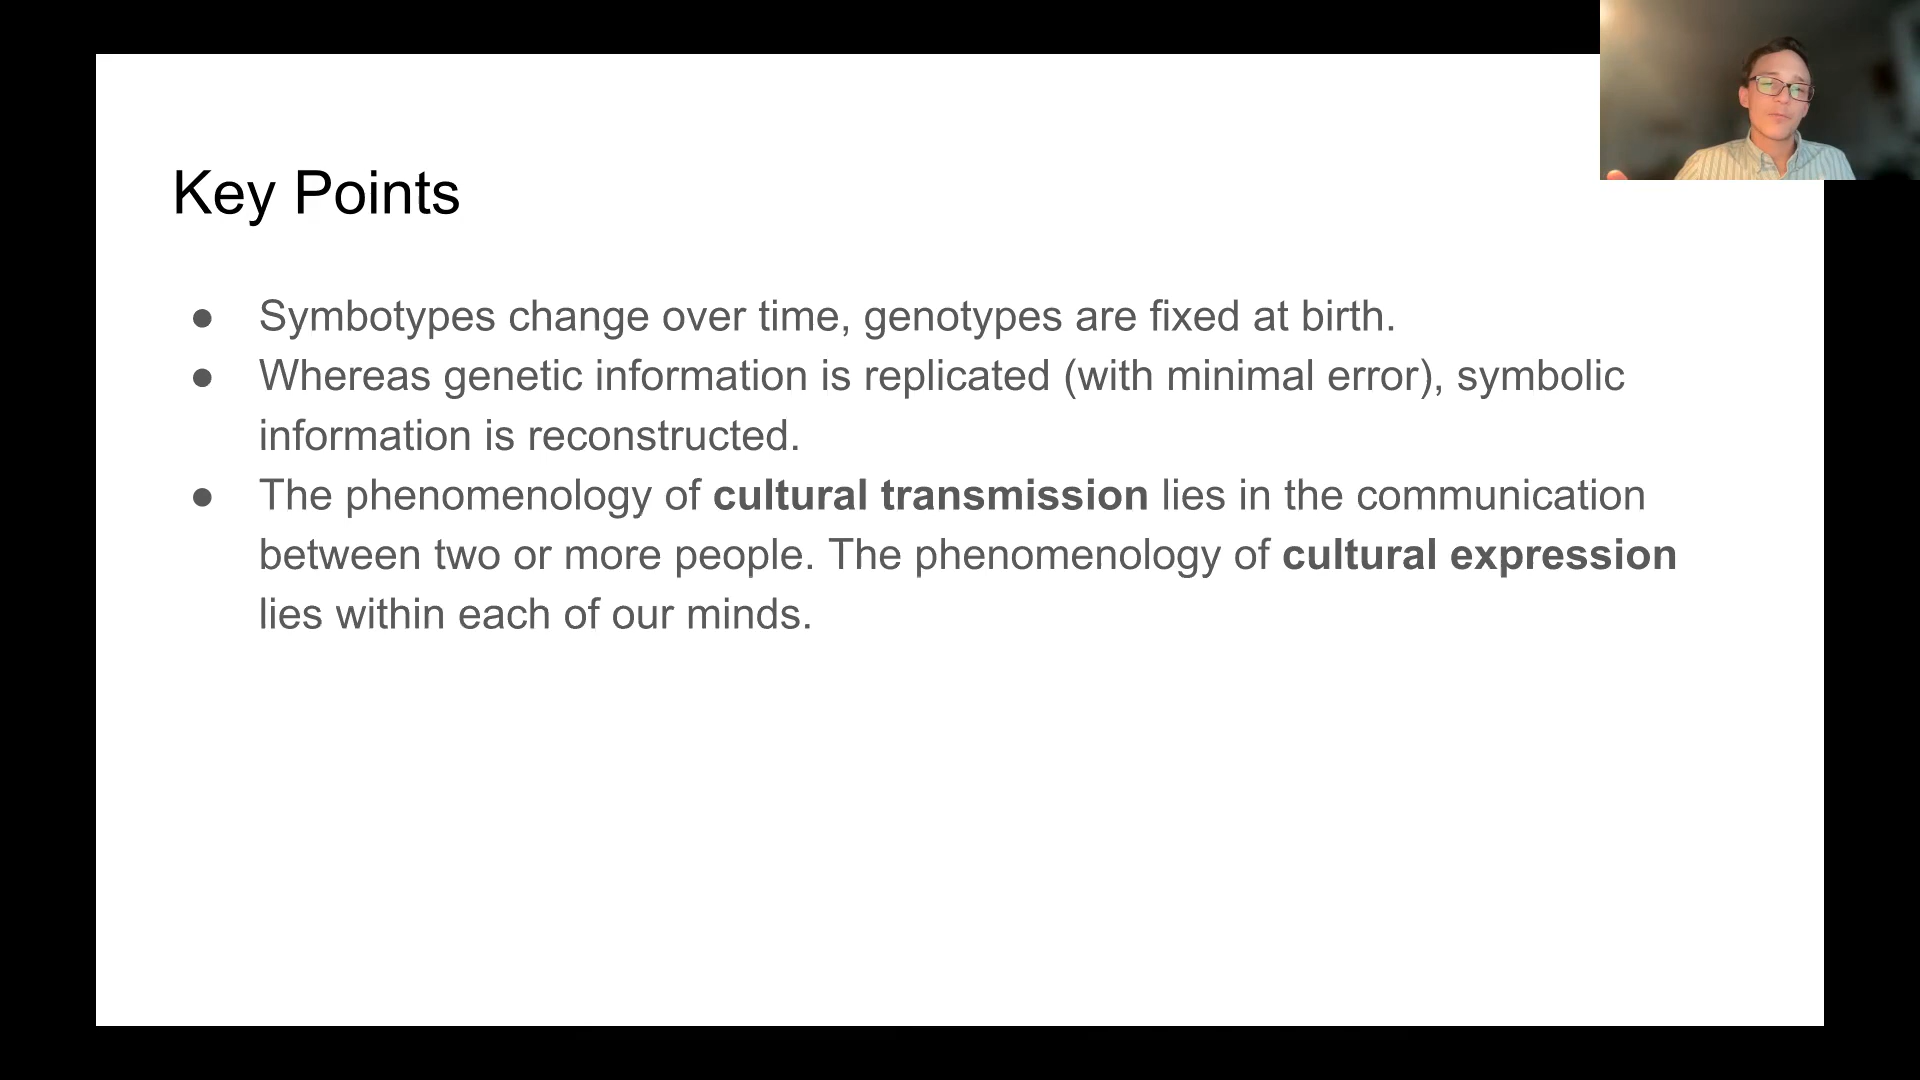 Key Points
● Symbotypes change over time, genotypes are fixed at birth.
● Whereas genetic information is replicated (with minimal error), symbolic
information is reconstructed.
● The phenomenology of cultural transmission lies in the communication
between two or more people. The phenomenology of cultural expression
lies within each of our minds.